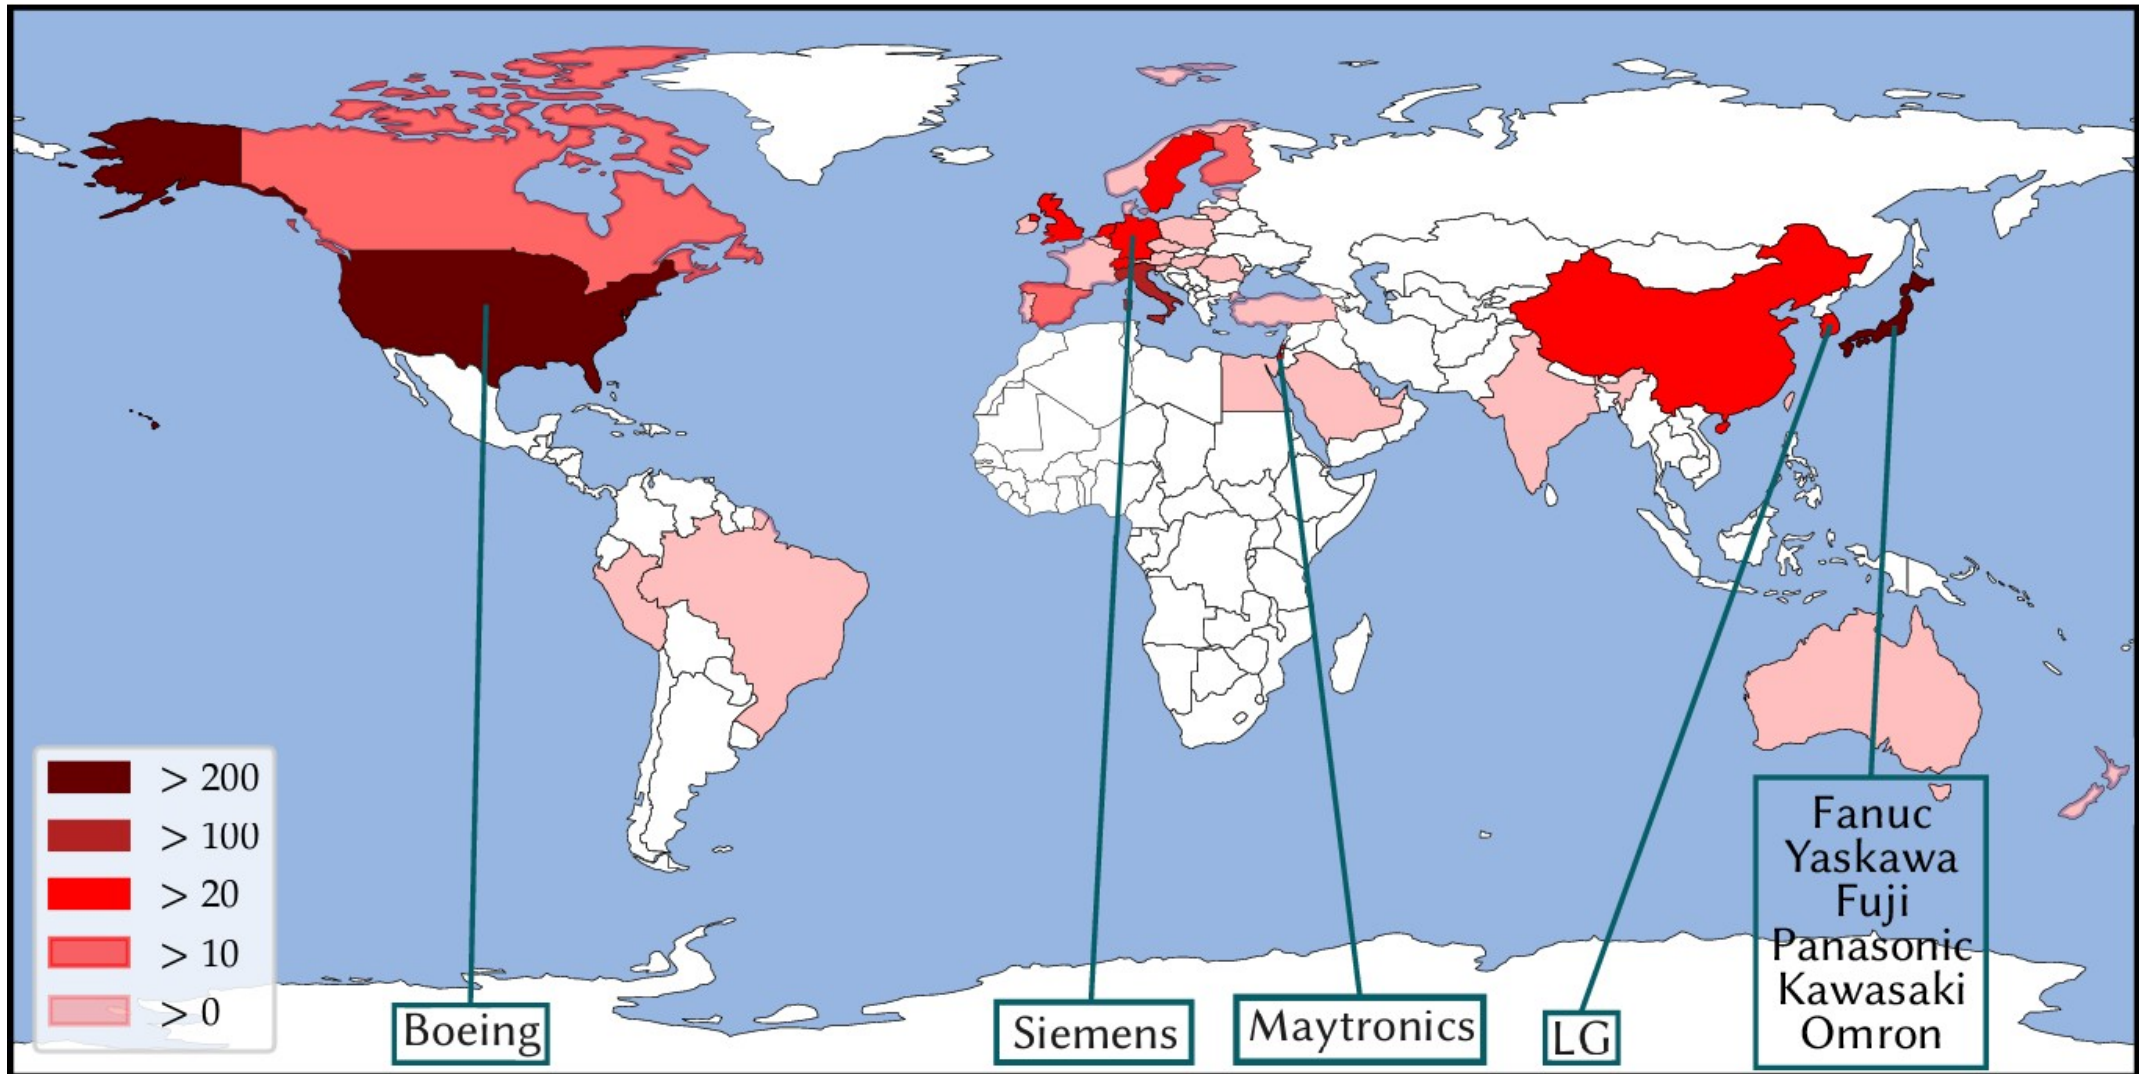 > 200
> 100
> 20
> 10
> 0
Boeing
Siemens
Maytronics
LG
Fanuc
Yaskawa
Fuji
Panasonic
Kawasaki
Omron